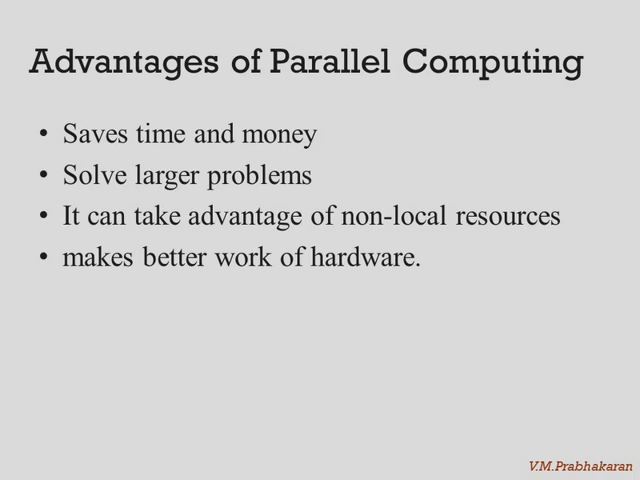 Advantages of Parallel Computing
• Saves time and money
• Solve larger problems
• It can take advantage of non-local resources
• makes better work of hardware.
V.M.Prabhakaran